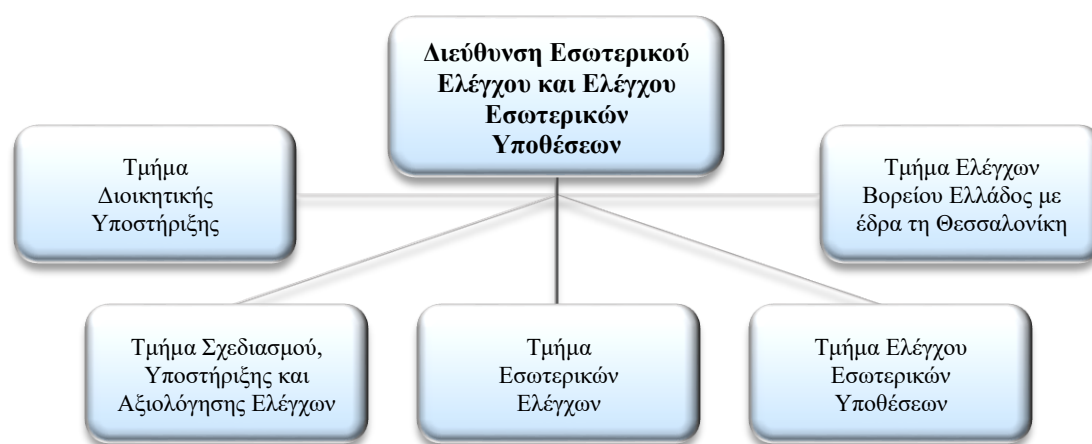 Διεύθυνση Εσωτερικού
Ελέγχου και Ελέγχου
Εσωτερικών
Υποθέσεων
Τμήμα
Διοικητικής
Υποστήριξης
Τμήμα Ελέγχων
Βορείου Ελλάδος με
έδρα τη Θεσσαλονίκη
Τμήμα Σχεδιασμού,
Υποστήριξης και
Αξιολόγησης Ελέγχων
Τμήμα
Εσωτερικών
Ελέγχων
Τμήμα Ελέγχου
Εσωτερικών
Υποθέσεων